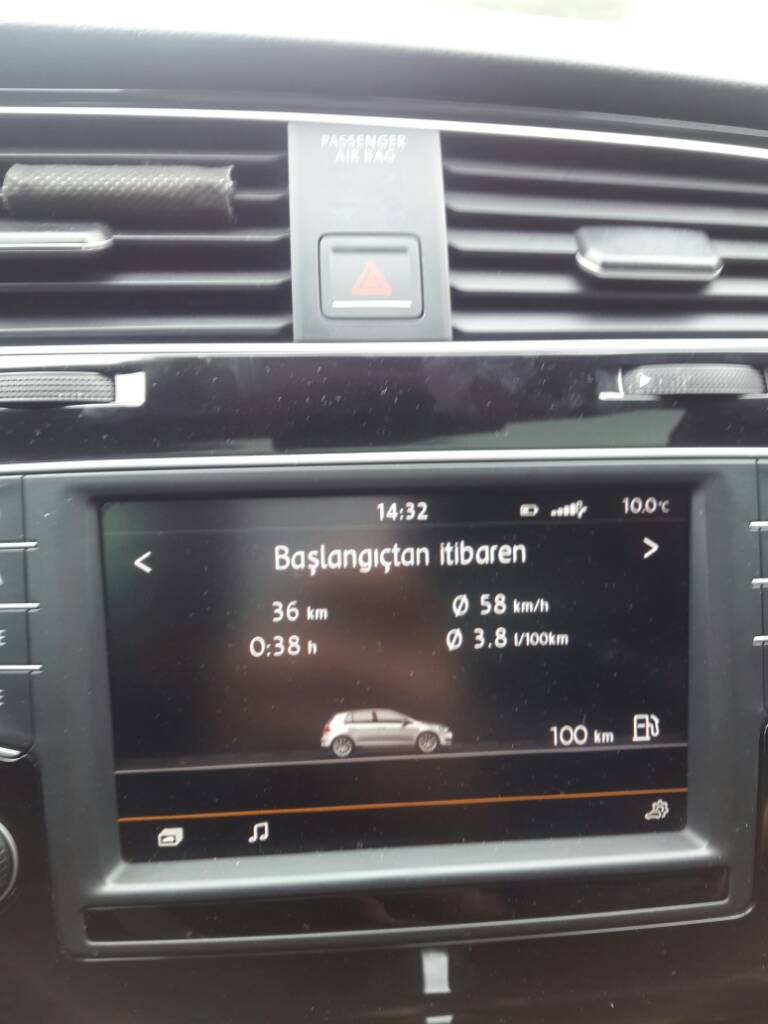 PASSENGER
AIR BAG
14:32 10.0°C
< Başlangıçtan itibaren >
36 km Ø 58 km/h
0:38 h Ø 3.8 l/100km
100 km